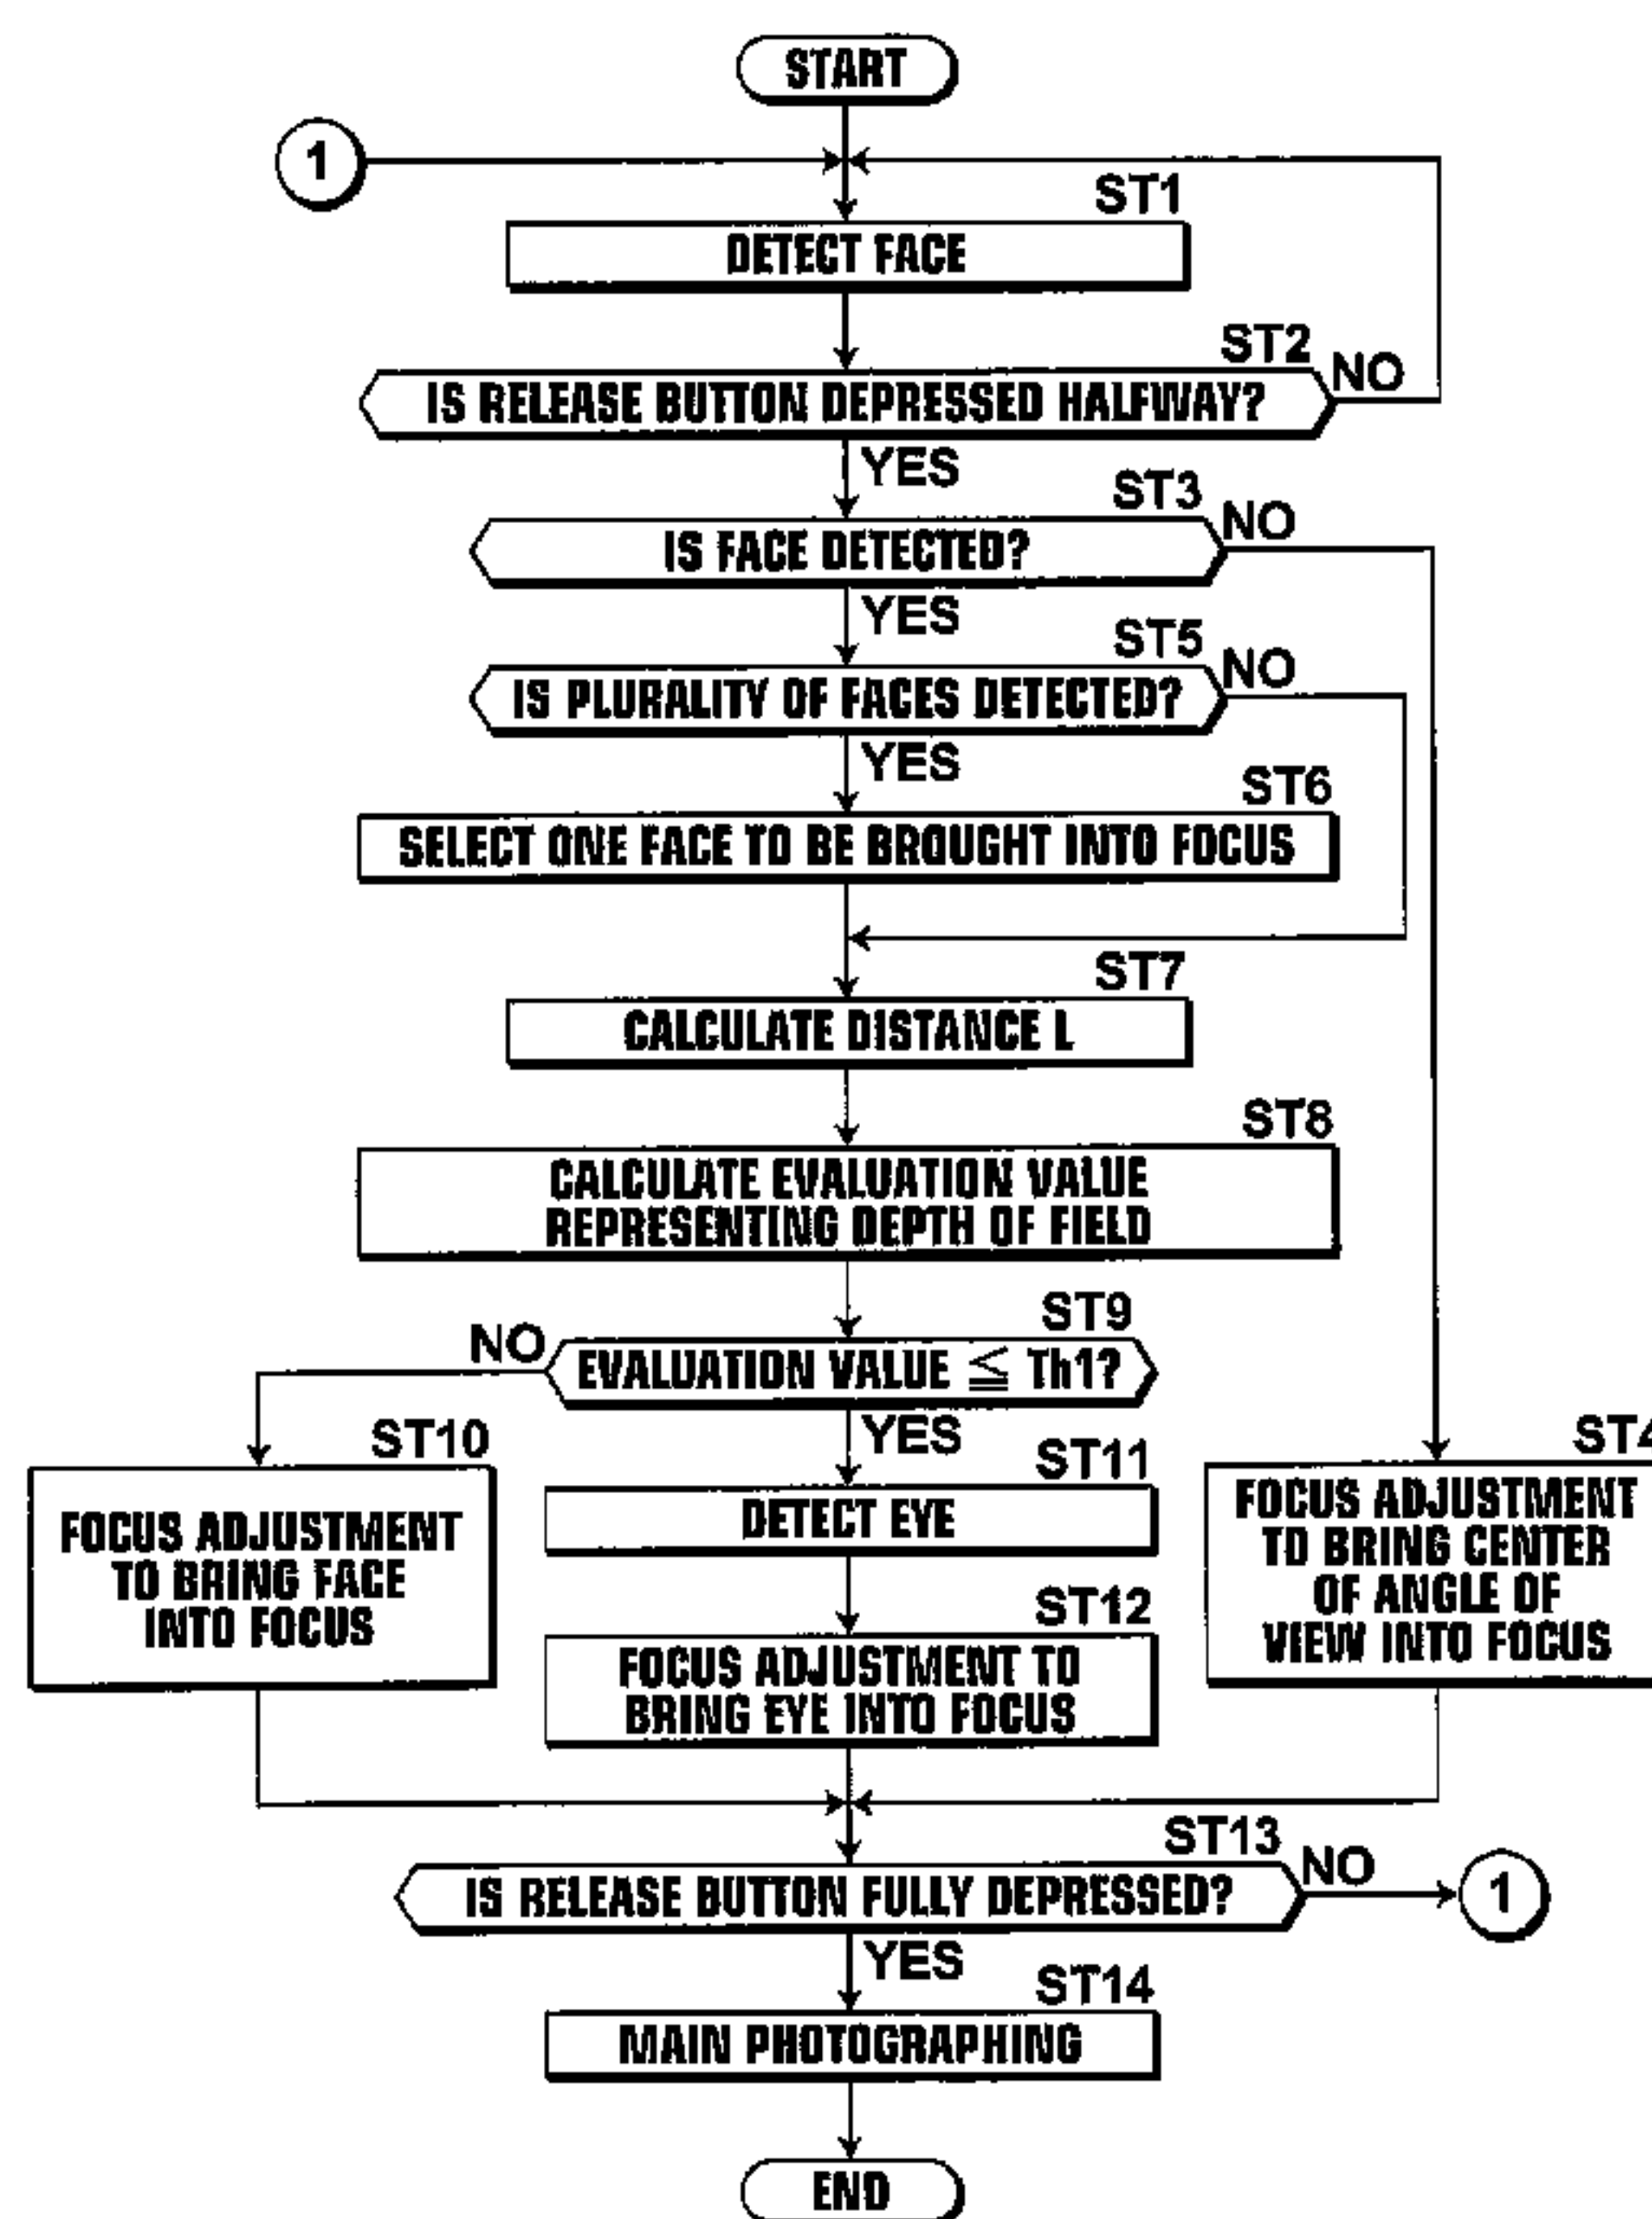 START
1
ST1
DETECT FACE
ST2
IS RELEASE BUTTON DEPRESSED HALFWAY?
NO
YES
ST3
IS FACE DETECTED?
NO
YES
ST5
IS PLURALITY OF FACES DETECTED?
NO
YES
ST6
SELECT ONE FACE TO BE BROUGHT INTO FOCUS
ST7
CALCULATE DISTANCE L
ST8
CALCULATE EVALUATION VALUE
REPRESENTING DEPTH OF FIELD
ST9
NO
EVALUATION VALUE ≦ Th1?
YES
ST10
FOCUS ADJUSTMENT
TO BRING FACE
INTO FOCUS
ST11
DETECT EYE
ST12
FOCUS ADJUSTMENT TO
BRING EYE INTO FOCUS
ST4
FOCUS ADJUSTMENT
TO BRING CENTER
OF ANGLE OF
VIEW INTO FOCUS
ST13
IS RELEASE BUTTON FULLY DEPRESSED?
NO
1
YES
ST14
MAIN PHOTOGRAPHING
END